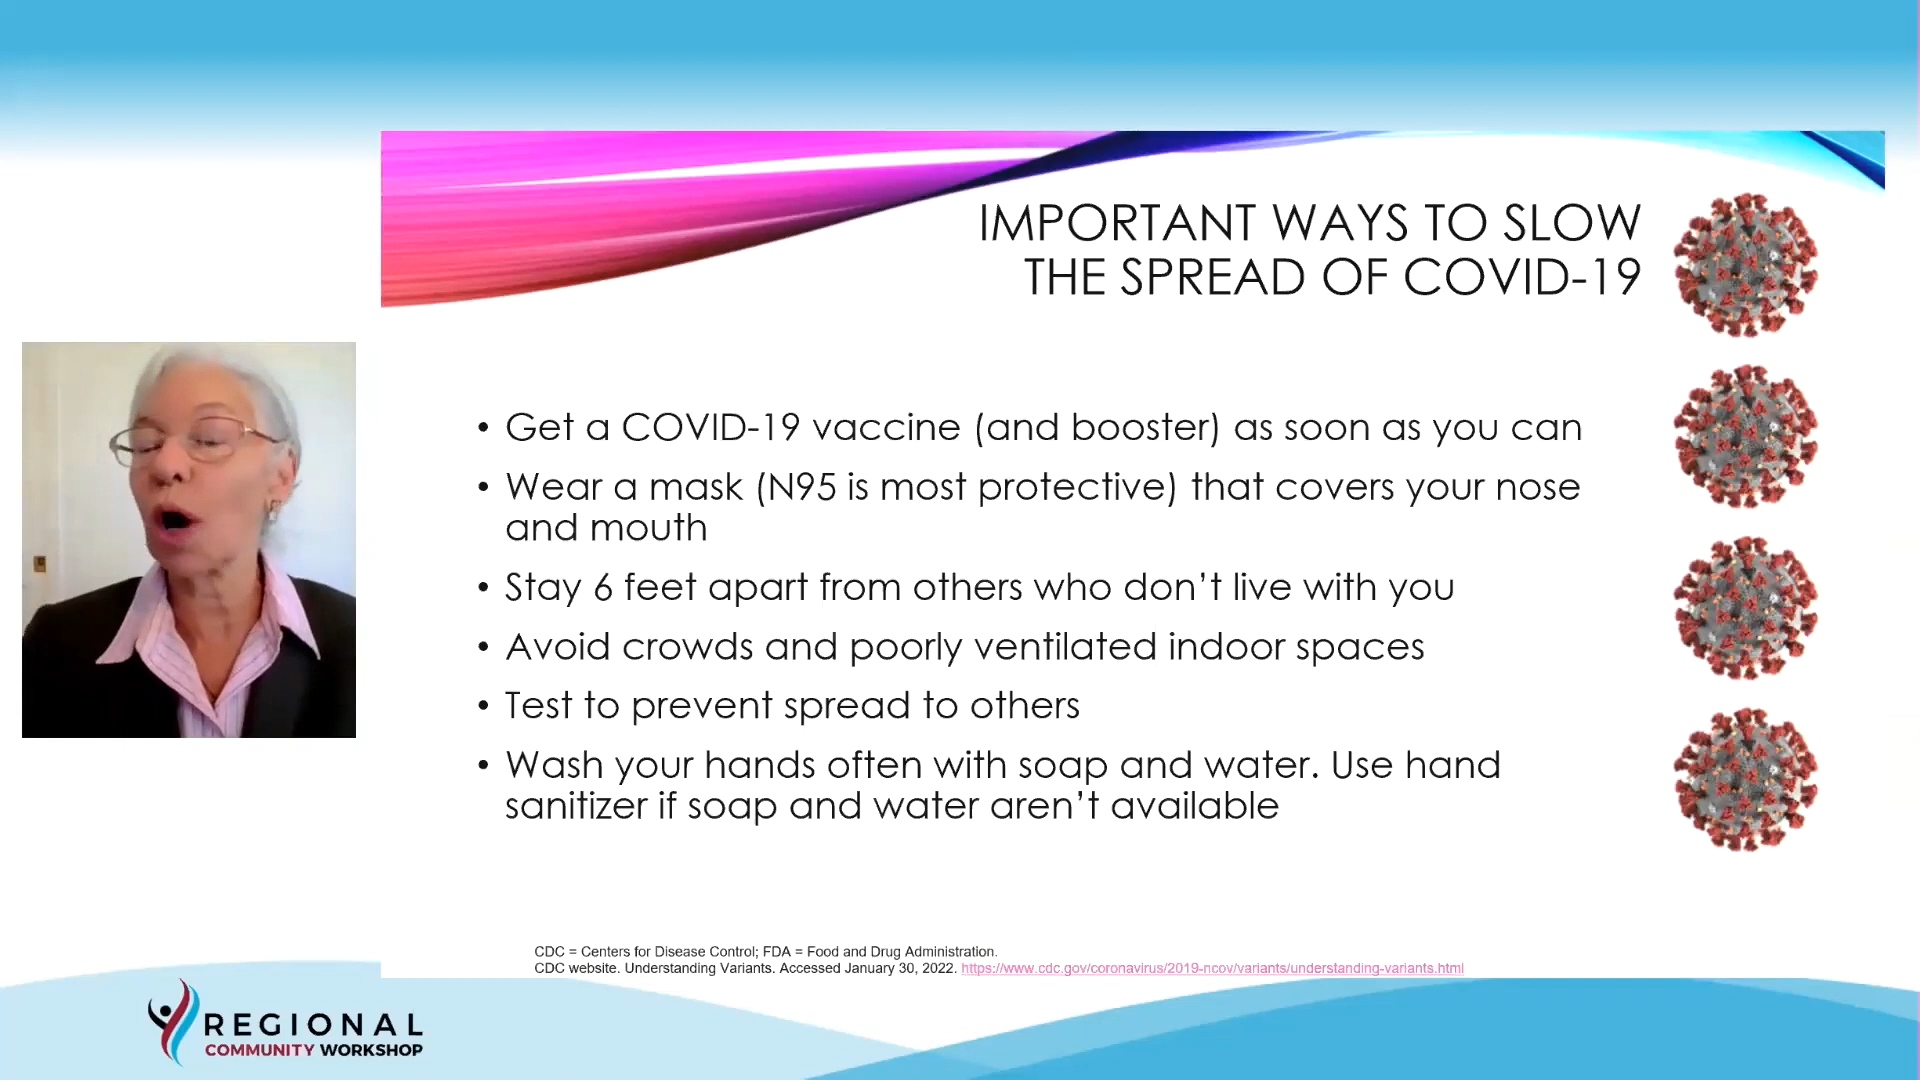 IMPORTANT WAYS TO SLOW
THE SPREAD OF COVID-19
• Get a COVID-19 vaccine (and booster) as soon as you can
• Wear a mask (N95 is most protective) that covers your nose
and mouth
• Stay 6 feet apart from others who don’t live with you
• Avoid crowds and poorly ventilated indoor spaces
• Test to prevent spread to others
• Wash your hands often with soap and water. Use hand
sanitizer if soap and water aren’t available
CDC = Centers for Disease Control; FDA = Food and Drug Administration.
CDC website. Understanding Variants. Accessed January 30, 2022. https://www.cdc.gov/coronavirus/2019-ncov/variants/understanding-variants.html
REGIONAL
COMMUNITY WORKSHOP